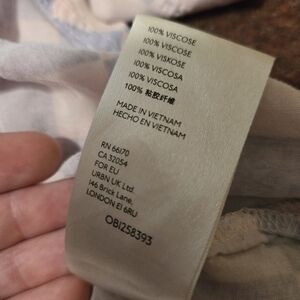 100% VISCOSE
100% VISCOSE
100% VISKOSE
100% VISCOSA
100% VISCOSA
100% 粘胶纤维
MADE IN VIETNAM
HECHO EN VIETNAM
RN 66170
CA 32054
FOR EU
URBN UK Ltd.
146 Brick Lane,
LONDON E1 6RU
OB1258393